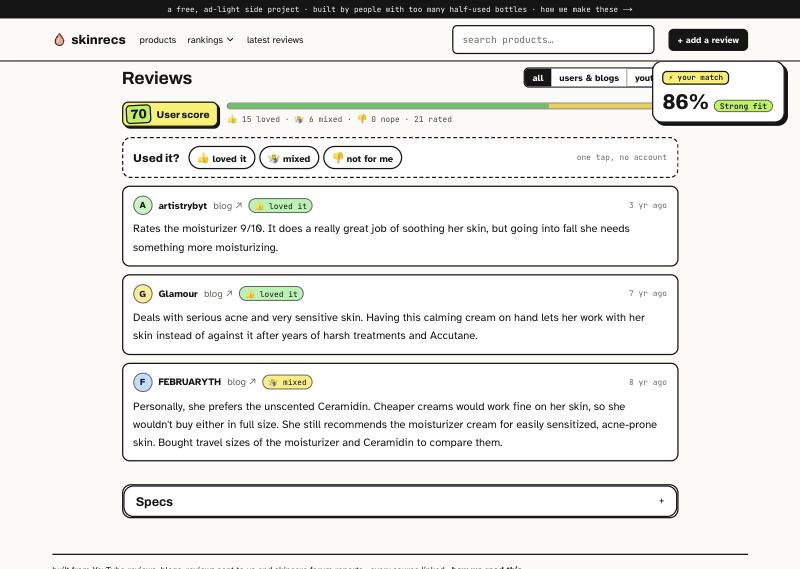 a free, ad-light side project · built by people with too many half-used bottles · how we make these →
skinrecs products rankings latest reviews search products... + add a review
Reviews all users & blogs
⚡ your match
86% Strong fit
70 User score
👍 15 loved it · 6 mixed · 👎 0 nope · 21 rated
Used it? 👍 loved it mixed 👎 not for me one tap, no account
A artistrybyt blog ↗ 👍 loved it 3 yr ago
Rates the moisturizer 9/10. It does a really great job of soothing her skin, but going into fall she needs
something more moisturizing.
G Glamour blog ↗ 👍 loved it 7 yr ago
Deals with serious acne and very sensitive skin. Having this calming cream on hand lets her work with her
skin instead of against it after years of harsh treatments and Accutane.
F FEBRUARYTH blog ↗ mixed 8 yr ago
Personally, she prefers the unscented Ceramidin. Cheaper creams would work fine on her skin, so she
wouldn't buy either in full size. She still recommends the moisturizer cream for easily sensitized, acne-prone
skin. Bought travel sizes of the moisturizer and Ceramidin to compare them.
Specs +